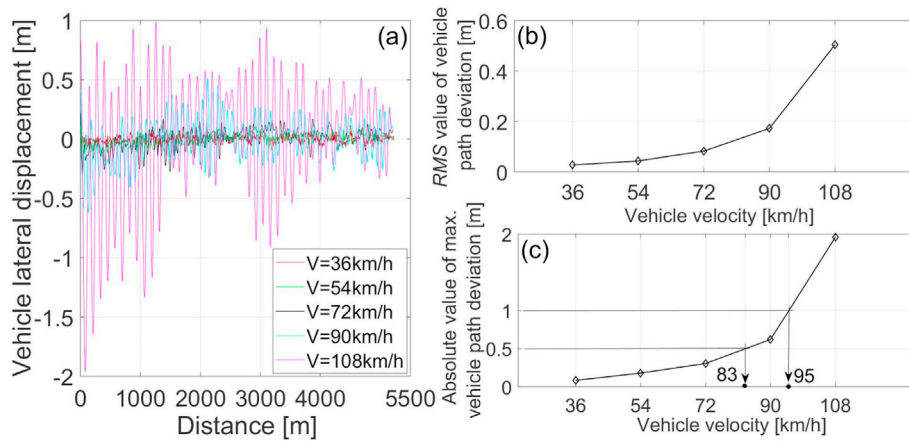 (a)
Vehicle lateral displacement [m]
1
0.5
0
-0.5
-1
-1.5
-2
0 1000 2000 3000 4000 5500
Distance [m]
V=36km/h
V=54km/h
V=72km/h
V=90km/h
V=108km/h
(b)
RMS value of vehicle
path deviation [m]
0.6
0.4
0.2
0
36 54 72 90 108
Vehicle velocity [km/h]
(c)
Absolute value of max.
vehicle path deviation [m]
2
1
0.5
0
83 95
36 54 72 90 108
Vehicle velocity [km/h]